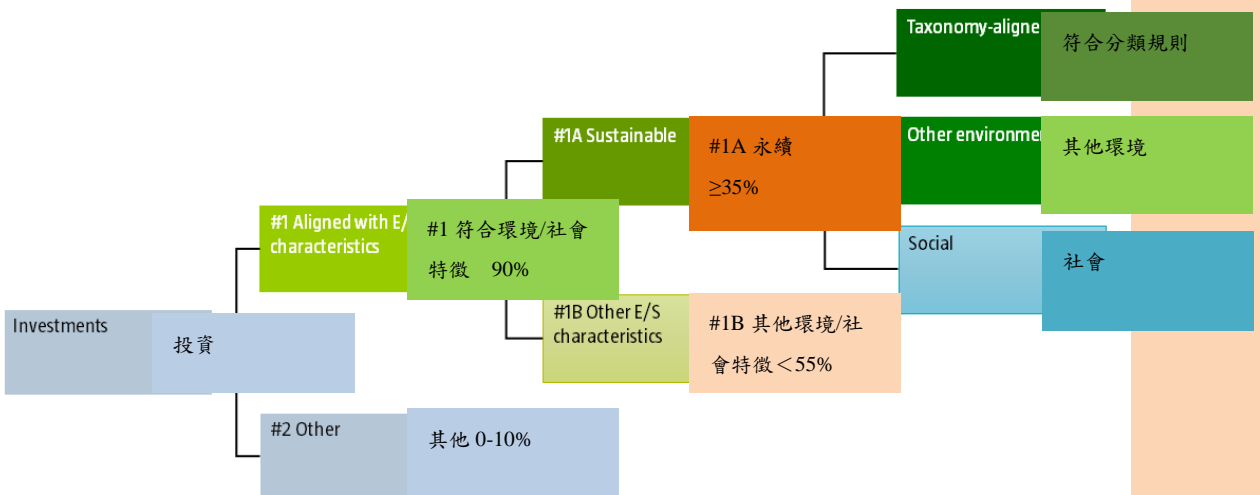 Investments
投資
#1 Aligned with E/
characteristics
#1 符合環境/社會
特徵 90%
#2 Other
其他 0-10%
#1A Sustainable
#1A 永續
≥35%
#1B Other E/S
characteristics
#1B 其他環境/社
會特徵＜55%
Taxonomy-aligne
符合分類規則
Other environme
其他環境
Social
社會